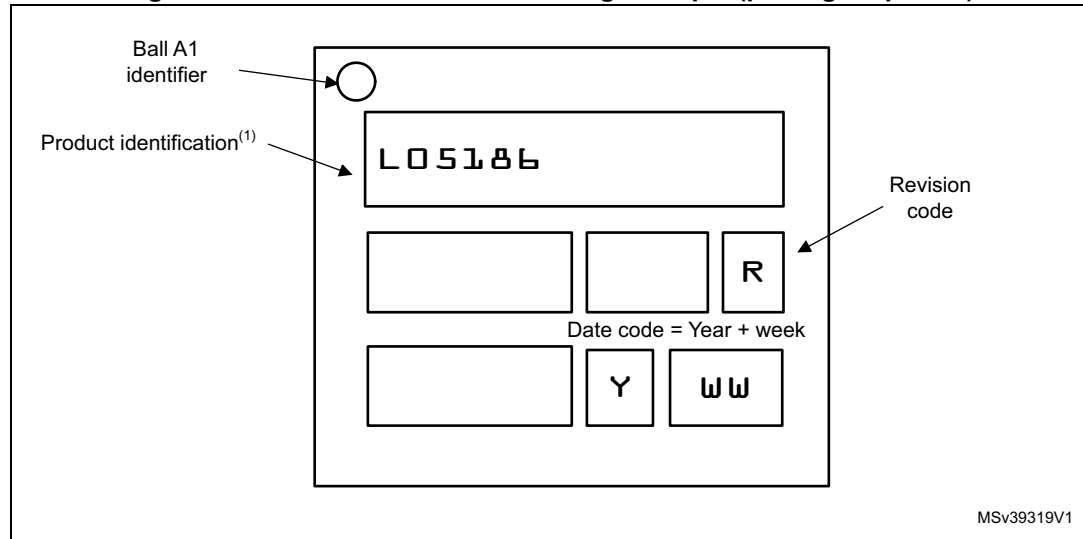 Ball A1
identifier
Product identification(1)
L05186
Revision
code
R
Date code = Year + week
Y WW
MSv39319V1